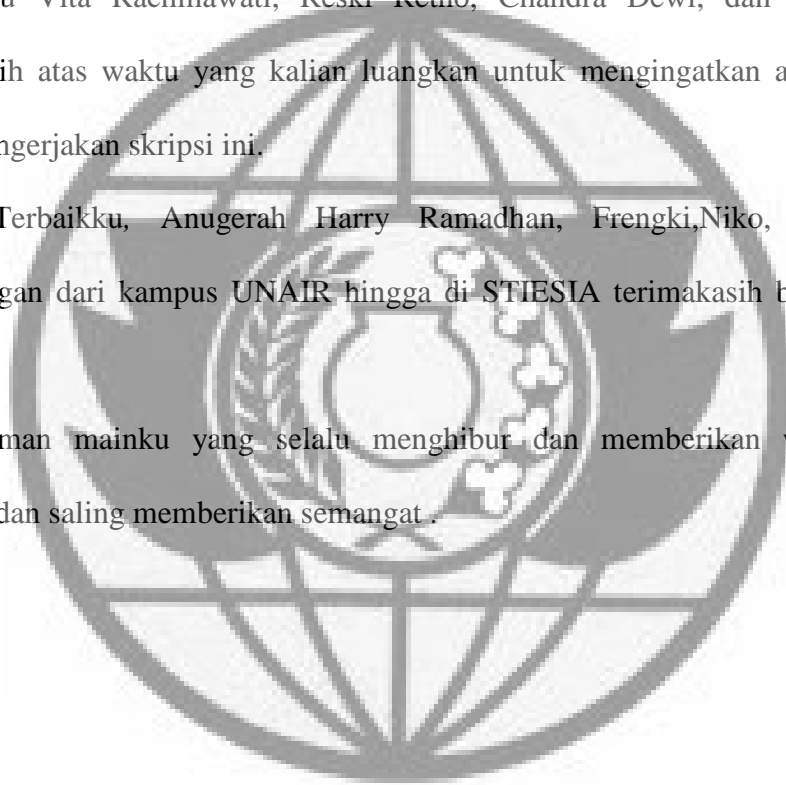 Vita Rachmawati, Reski Retno, Chandra Dewi, dan
ih atas waktu yang kalian luangkan untuk mengingatkan a
ngerjakan skripsi ini.
Terbaikku, Anugerah Harry Ramadhan, Frengki,Niko,
gan dari kampus UNAIR hingga di STIESIA terimakasih b
man mainku yang selalu menghibur dan memberikan
dan saling memberikan semangat .